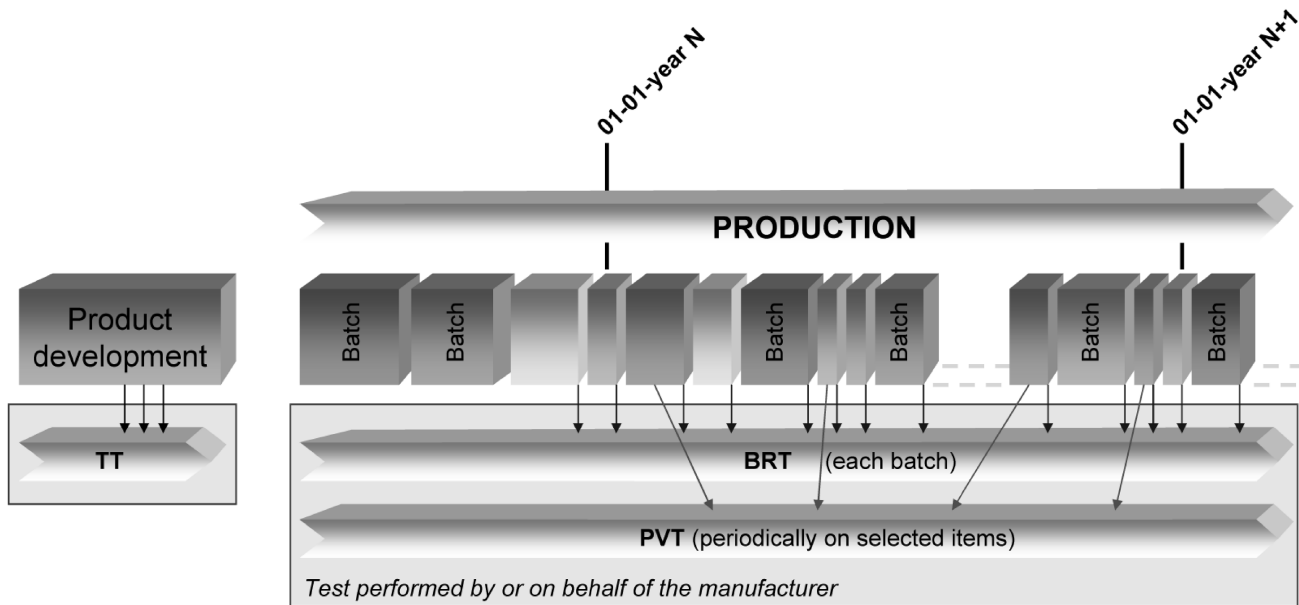 01-01-year N
01-01-year N+1
PRODUCTION
Product
development
Batch
Batch
Batch
Batch
Batch
Batch
TT
BRT (each batch)
PVT (periodically on selected items)
Test performed by or on behalf of the manufacturer